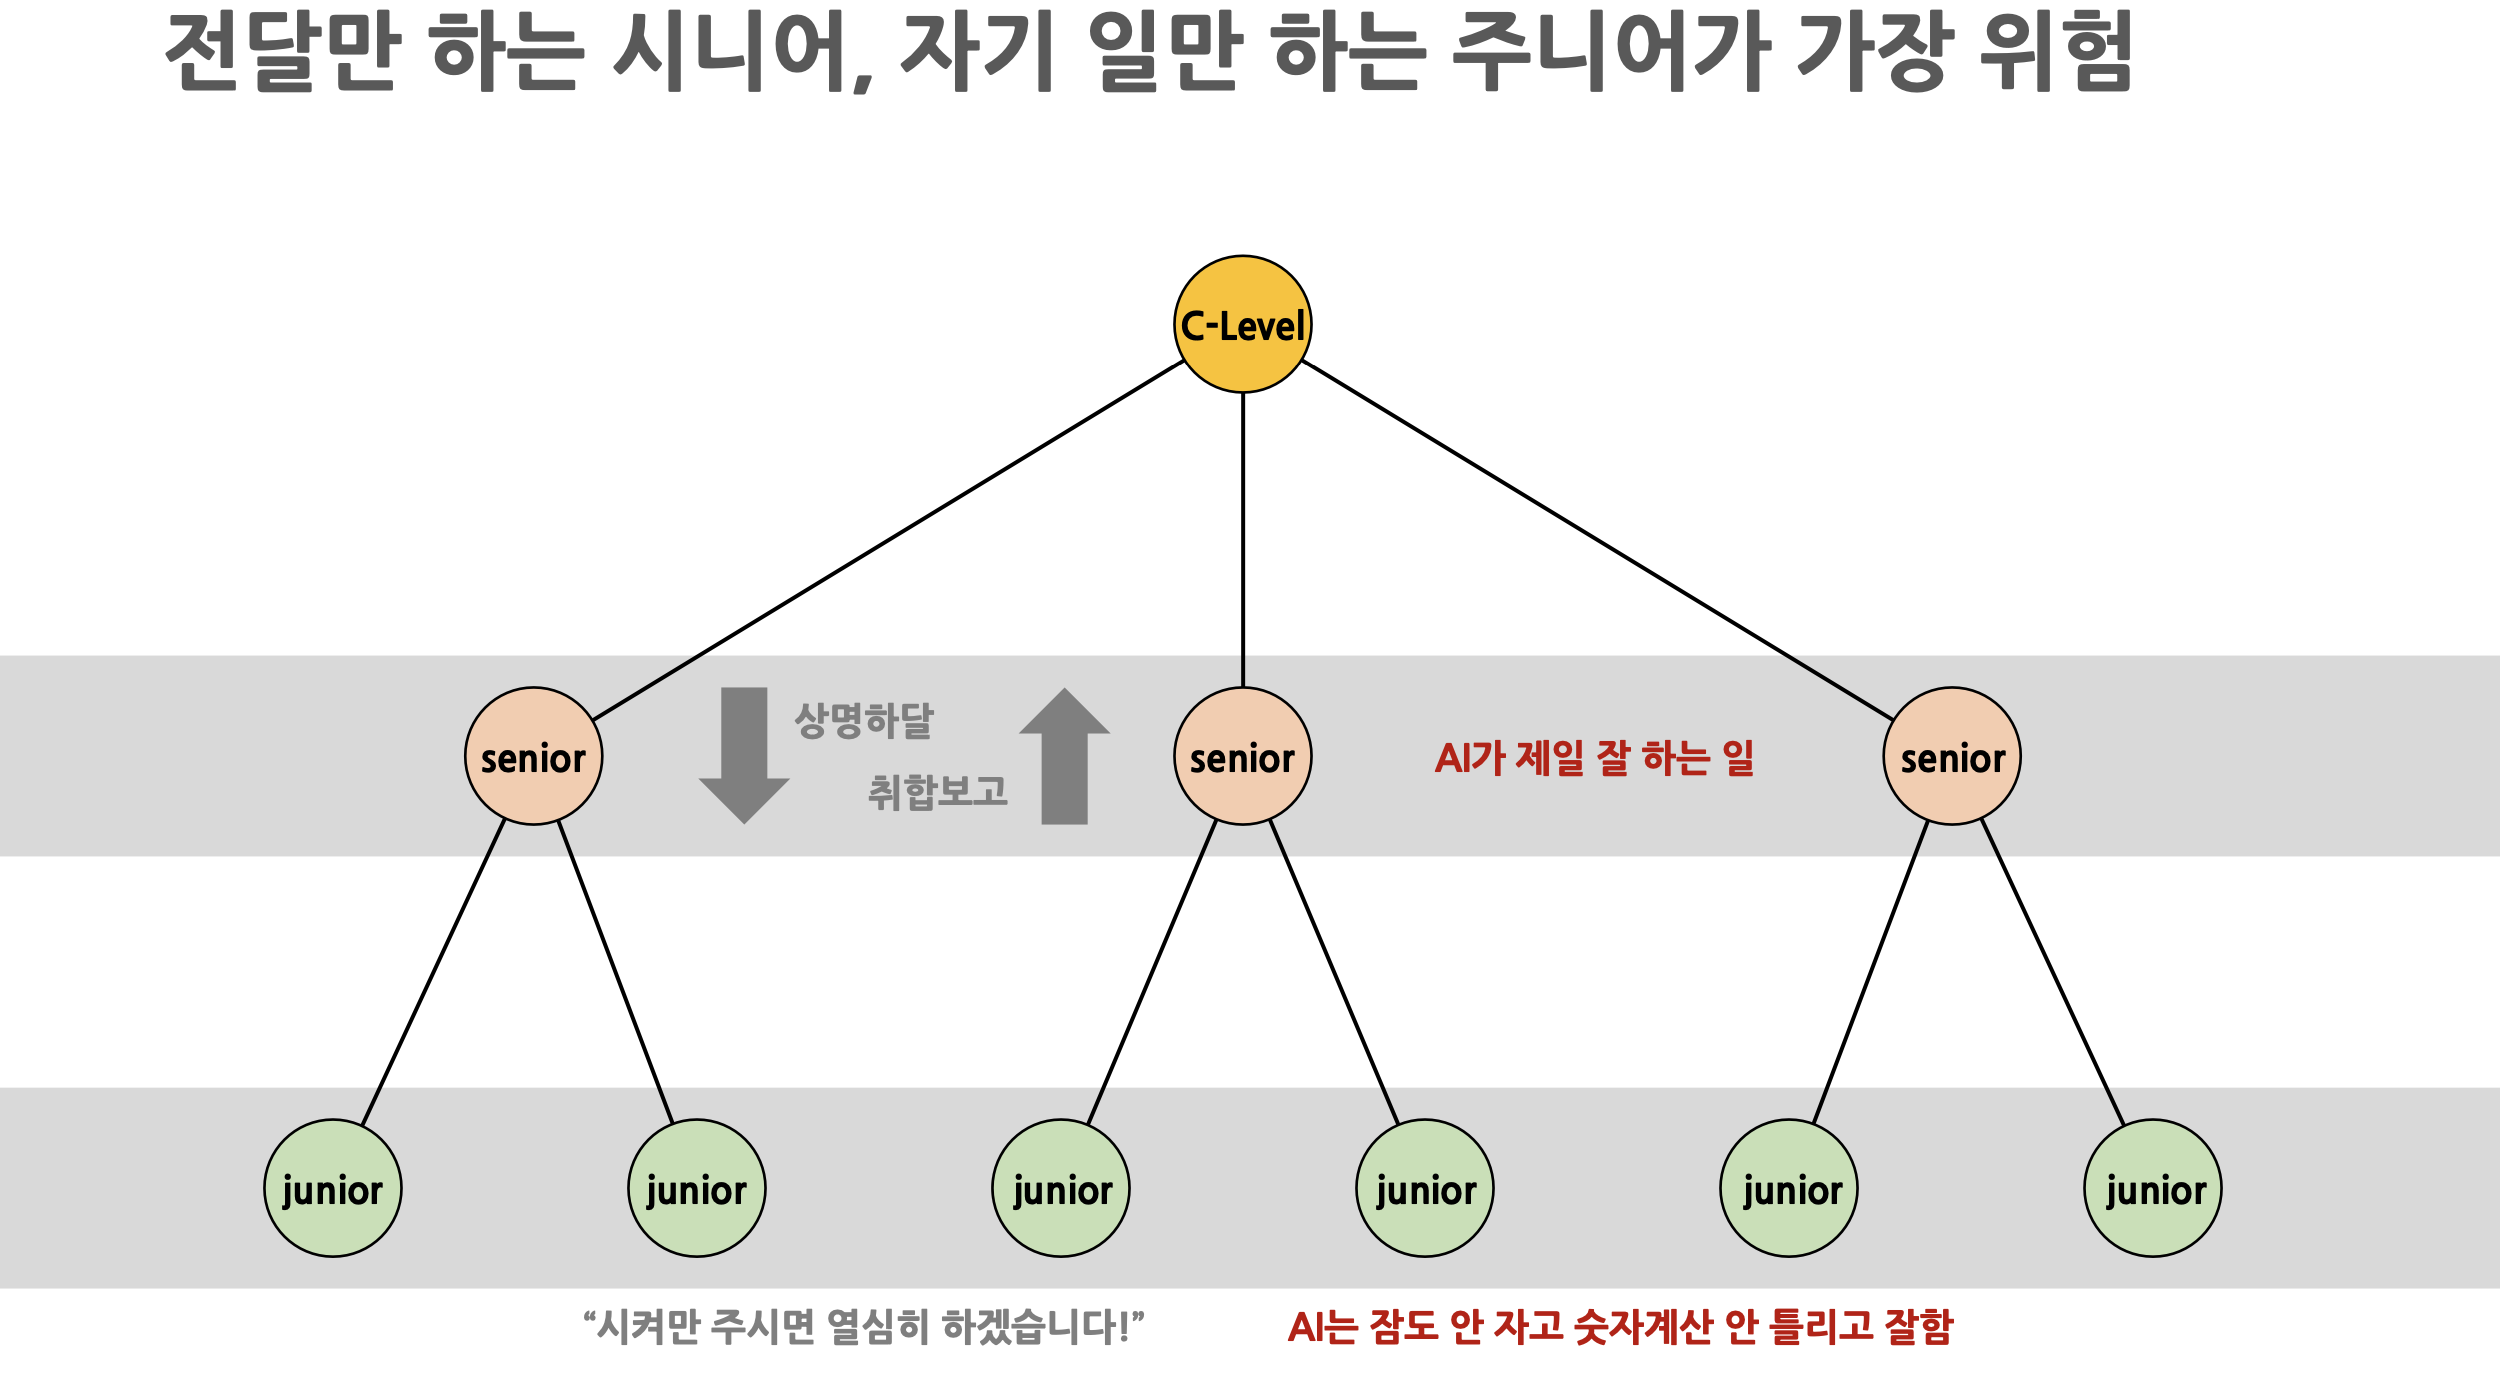 결만 하는 시니어, 자기 일만 하는 주니어가 가장 위험
C-Level
senior
상명하달
취합보고
senior
AI가 제일 잘 하는 일
senior
junior
junior
junior
junior
junior
junior
“시켜만 주시면 열심히 하겠습니다!” AI는 잠도 안 자고 숫자계산 안 틀리고 잘함